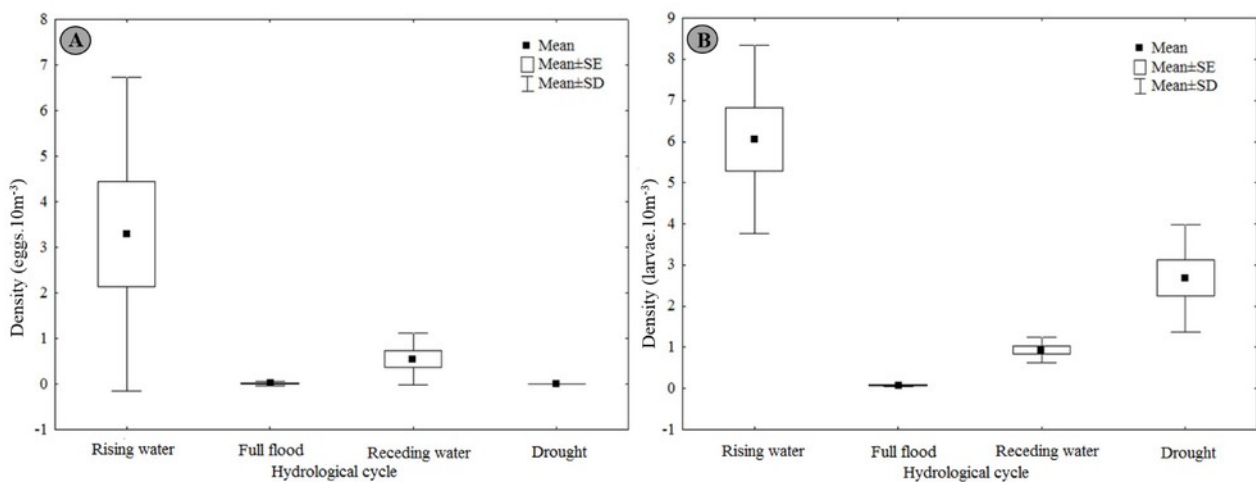 A
8
7
6
5
4
3
2
1
0
-1
Density (eggs.10m⁻³)
Mean
Mean±SE
Mean±SD
Rising water Full flood Receding water Drought
Hydrological cycle
B
9
8
7
6
5
4
3
2
1
0
-1
Density (larvae.10m⁻³)
Mean
Mean±SE
Mean±SD
Rising water Full flood Receding water Drought
Hydrological cycle